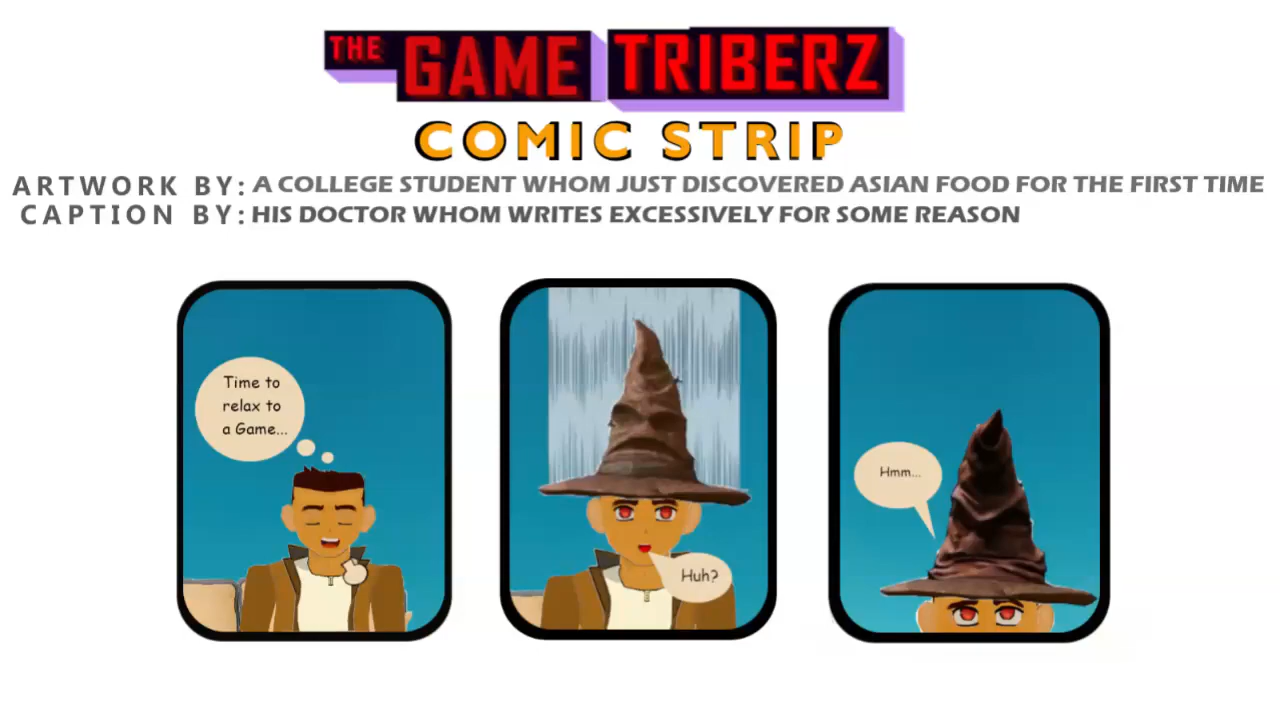 THE GAME TRIBERZ
COMIC STRIP
ARTWORK BY: A COLLEGE STUDENT WHOM JUST DISCOVERED ASIAN FOOD FOR THE FIRST TIME
CAPTION BY: HIS DOCTOR WHOM WRITES EXCESSIVELY FOR SOME REASON
Time to
relax to
a Game...
Huh?
Hmm...